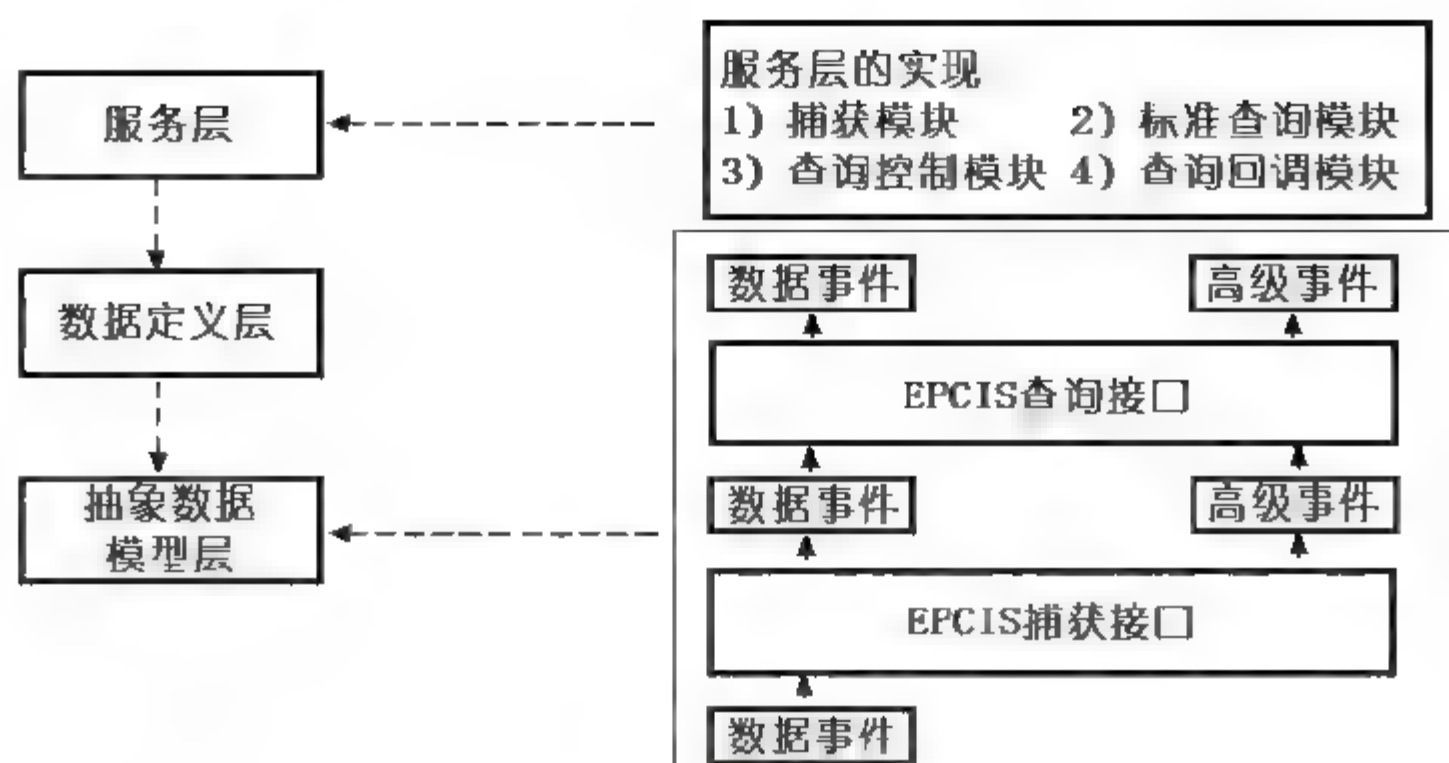 服务层
数据定义层
抽象数据
模型层
服务层的实现
1) 捕获模块 2) 标准查询模块
3) 查询控制模块 4) 查询回调模块
数据事件 高级事件
EPCIS查询接口
数据事件 高级事件
EPCIS捕获接口
数据事件